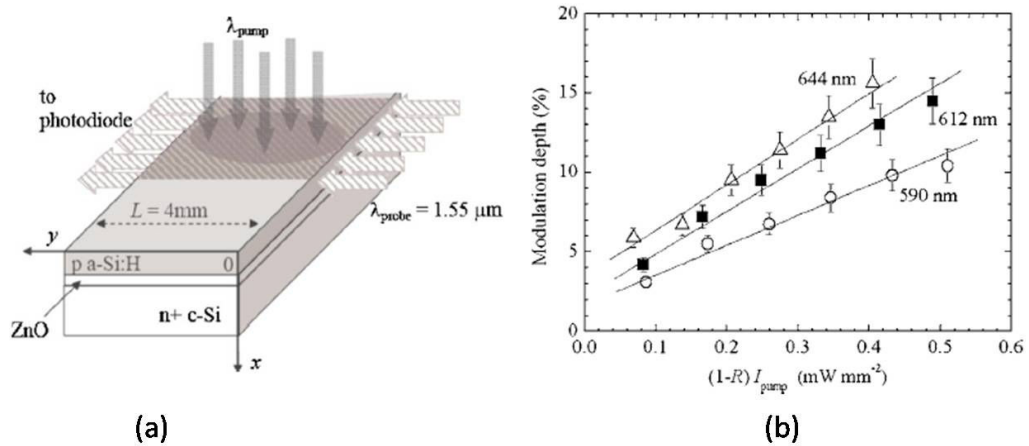 λpump
to
photodiode
L = 4mm
λprobe = 1.55 μm
y
p a-Si:H
0
ZnO
n+ c-Si
x
(a)
20
15
10
5
0
Modulation depth (%)
644 nm
612 nm
590 nm
0.0 0.1 0.2 0.3 0.4 0.5 0.6
(1-R) Ipump (mW mm⁻²)
(b)